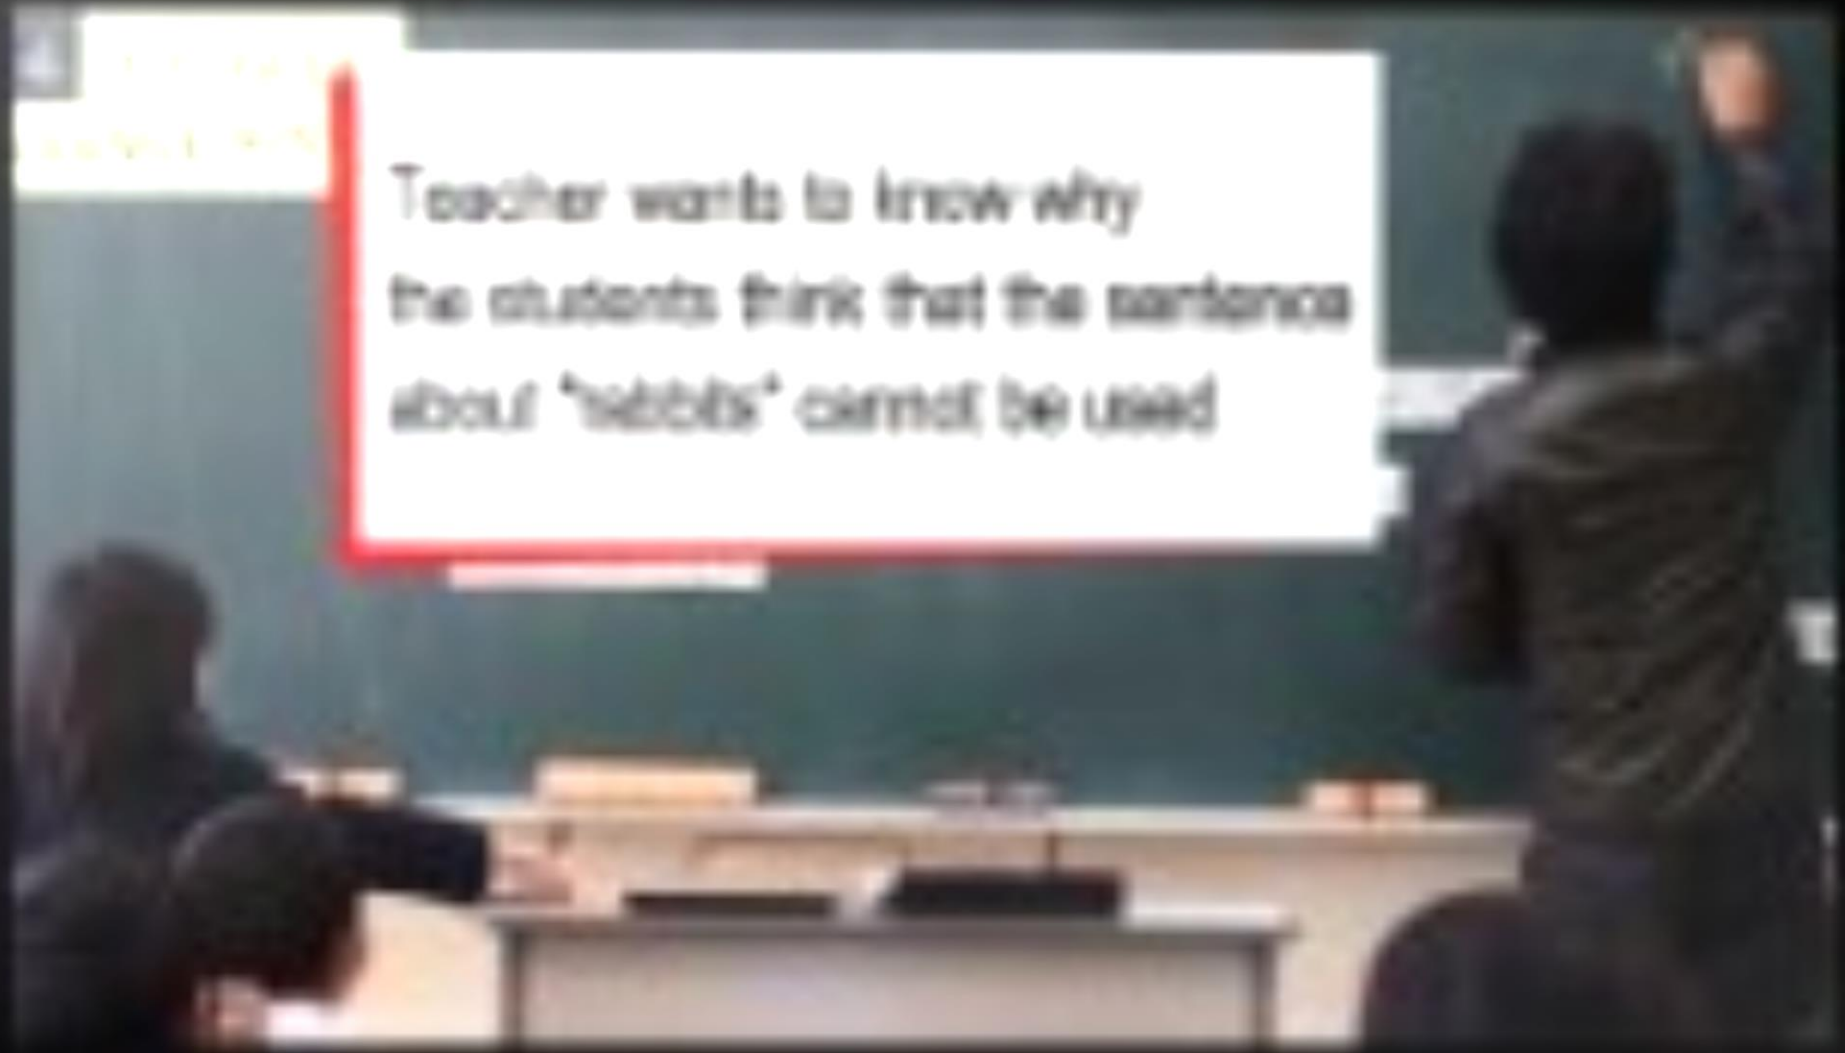 Teacher wants to know why
the students think that the sentence
about "rabbits" cannot be used